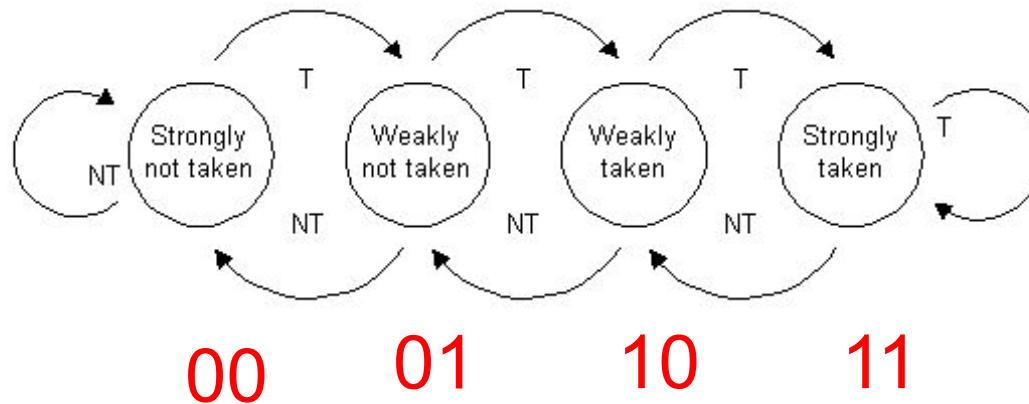 T T T
Strongly not taken
Weakly not taken
Weakly taken
Strongly taken
NT
T
NT NT NT
00 01 10 11